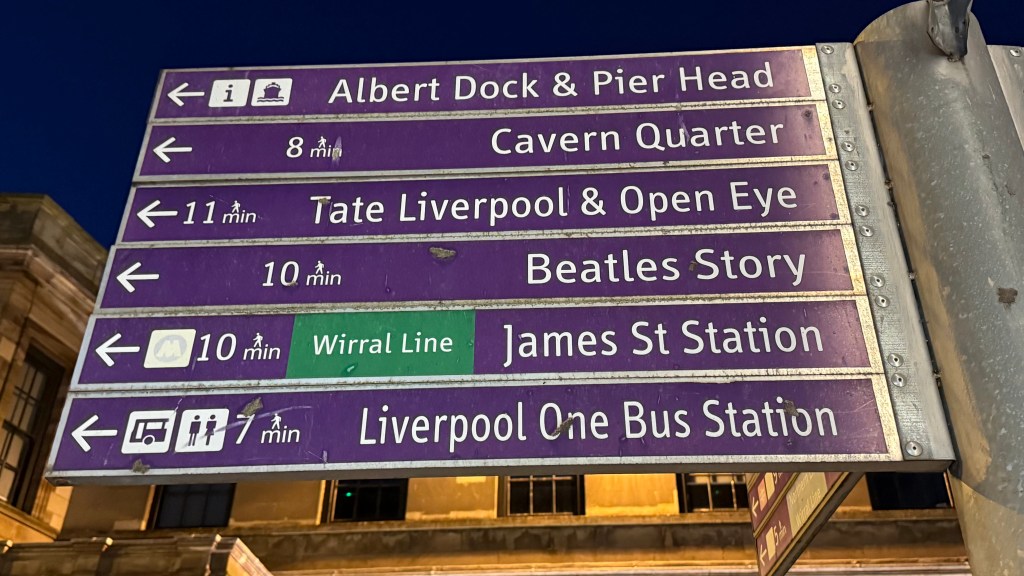 ← i Albert Dock & Pier Head
← 8 min Cavern Quarter
← 11 min Tate Liverpool & Open Eye
← 10 min Beatles Story
← M 10 min Wirral Line James St Station
← 7 min Liverpool One Bus Station